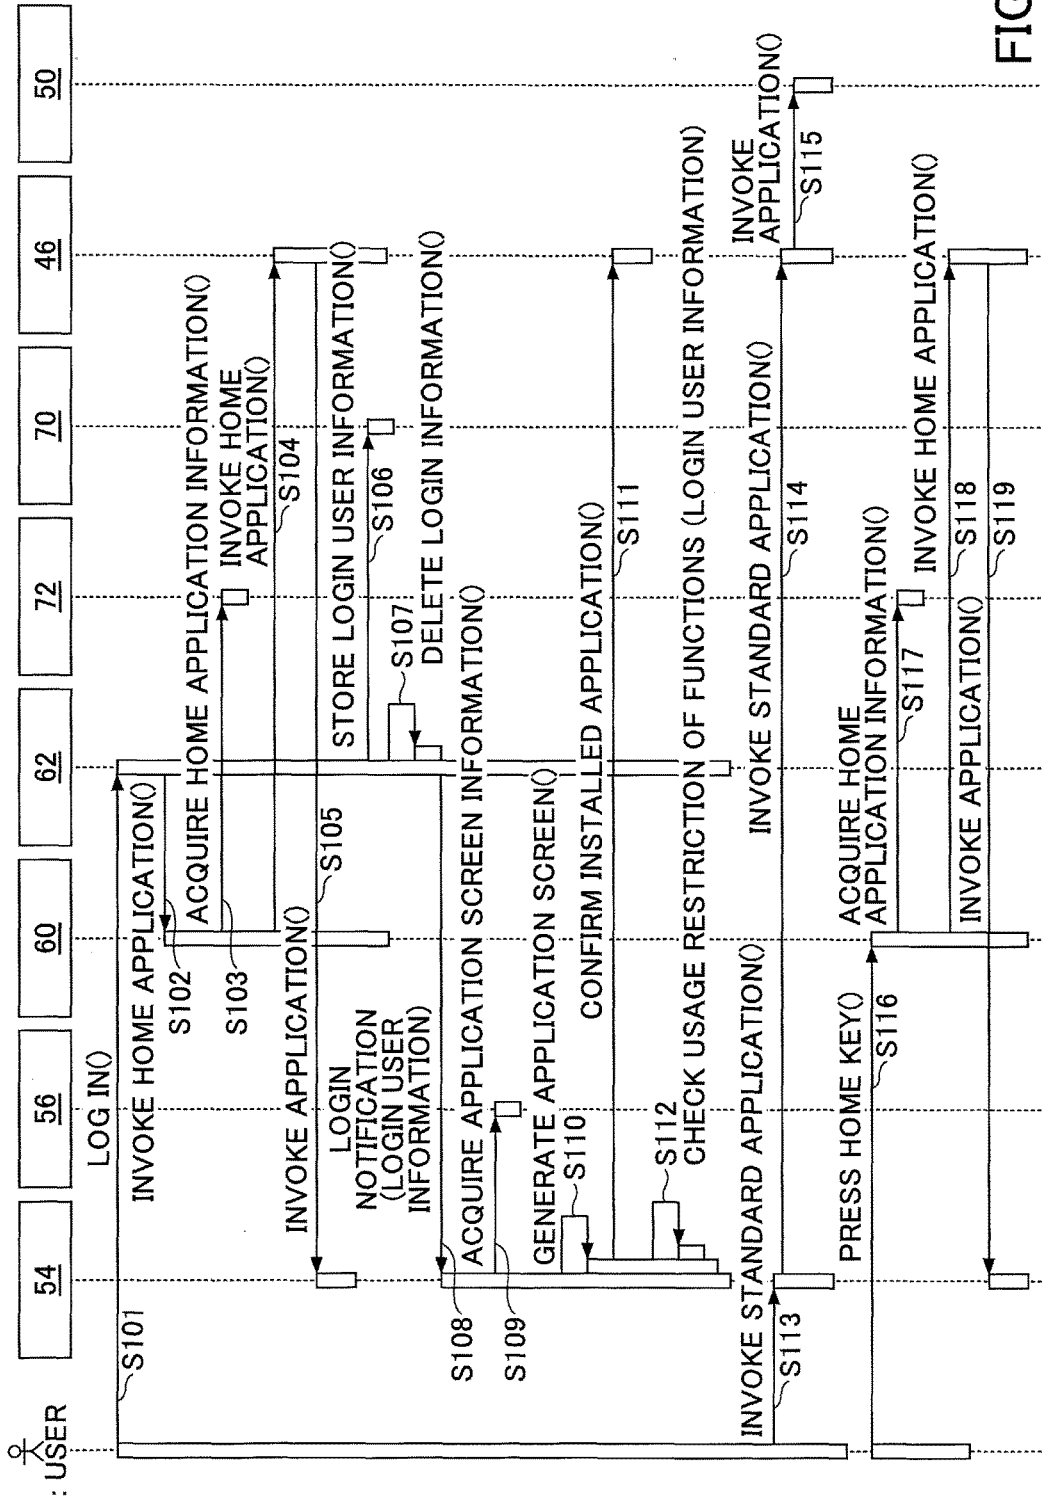 : USER
54
56
60
62
72
70
46
50
LOG IN()
S101
INVOKE HOME APPLICATION()
S102
ACQUIRE HOME APPLICATION INFORMATION()
S103
INVOKE HOME
APPLICATION()
S104
INVOKE APPLICATION()
S105
STORE LOGIN USER INFORMATION()
S106
S107
DELETE LOGIN INFORMATION()
LOGIN
NOTIFICATION
(LOGIN USER
INFORMATION)
S108
ACQUIRE APPLICATION SCREEN INFORMATION()
S109
GENERATE APPLICATION SCREEN()
S110
CONFIRM INSTALLED APPLICATION()
S111
S112
CHECK USAGE RESTRICTION OF FUNCTIONS (LOGIN USER INFORMATION)
INVOKE STANDARD APPLICATION()
S113
INVOKE STANDARD APPLICATION()
S114
INVOKE
APPLICATION()
S115
PRESS HOME KEY()
S116
ACQUIRE HOME
APPLICATION INFORMATION()
S117
INVOKE HOME APPLICATION()
S118
INVOKE APPLICATION()
S119
FIG